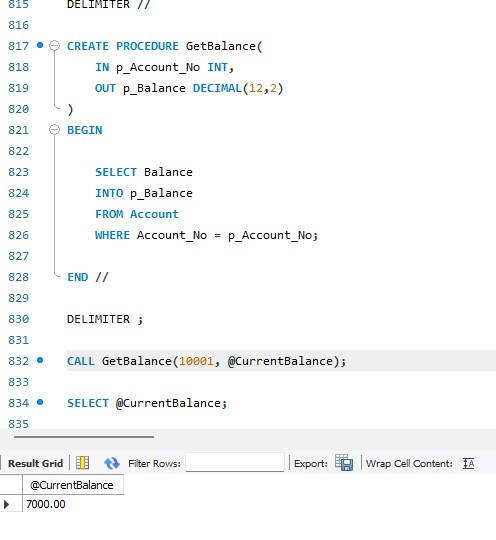 815 DELIMITER //
816
817 CREATE PROCEDURE GetBalance(
818 IN p_Account_No INT,
819 OUT p_Balance DECIMAL(12,2)
820 )
821 BEGIN
822
823 SELECT Balance
824 INTO p_Balance
825 FROM Account
826 WHERE Account_No = p_Account_No;
827
828 END //
829
830 DELIMITER ;
831
832 CALL GetBalance(10001, @CurrentBalance);
833
834 SELECT @CurrentBalance;
835
Result Grid Filter Rows: Export: Wrap Cell Content:
@CurrentBalance
7000.00